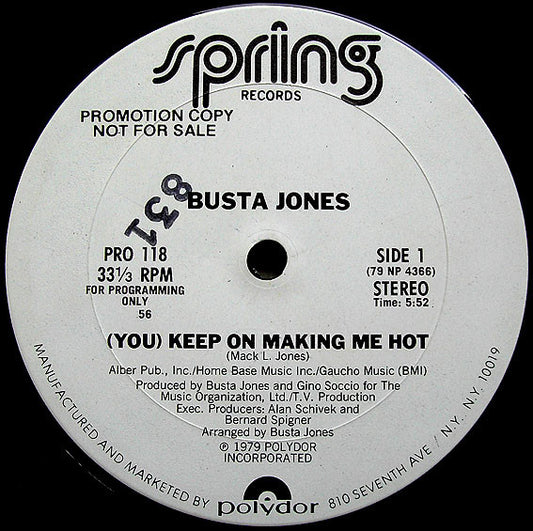 spring
RECORDS
PROMOTION COPY
NOT FOR SALE
831
BUSTA JONES
PRO 118
33⅓ RPM
FOR PROGRAMMING
ONLY
56
SIDE 1
(79 NP 4366)
STEREO
Time: 5:52
(YOU) KEEP ON MAKING ME HOT
(Mack L. Jones)
Alber Pub., Inc./Home Base Music Inc./Gaucho Music (BMI)
Produced by Busta Jones and Gino Soccio for The
Music Organization, Ltd./T.V. Production
Exec. Producers: Alan Schivek and
Bernard Spigner
Arranged by Busta Jones
℗ 1979 POLYDOR
INCORPORATED
MANUFACTURED AND MARKETED BY polydor 810 SEVENTH AVE / N.Y. N.Y. 10019